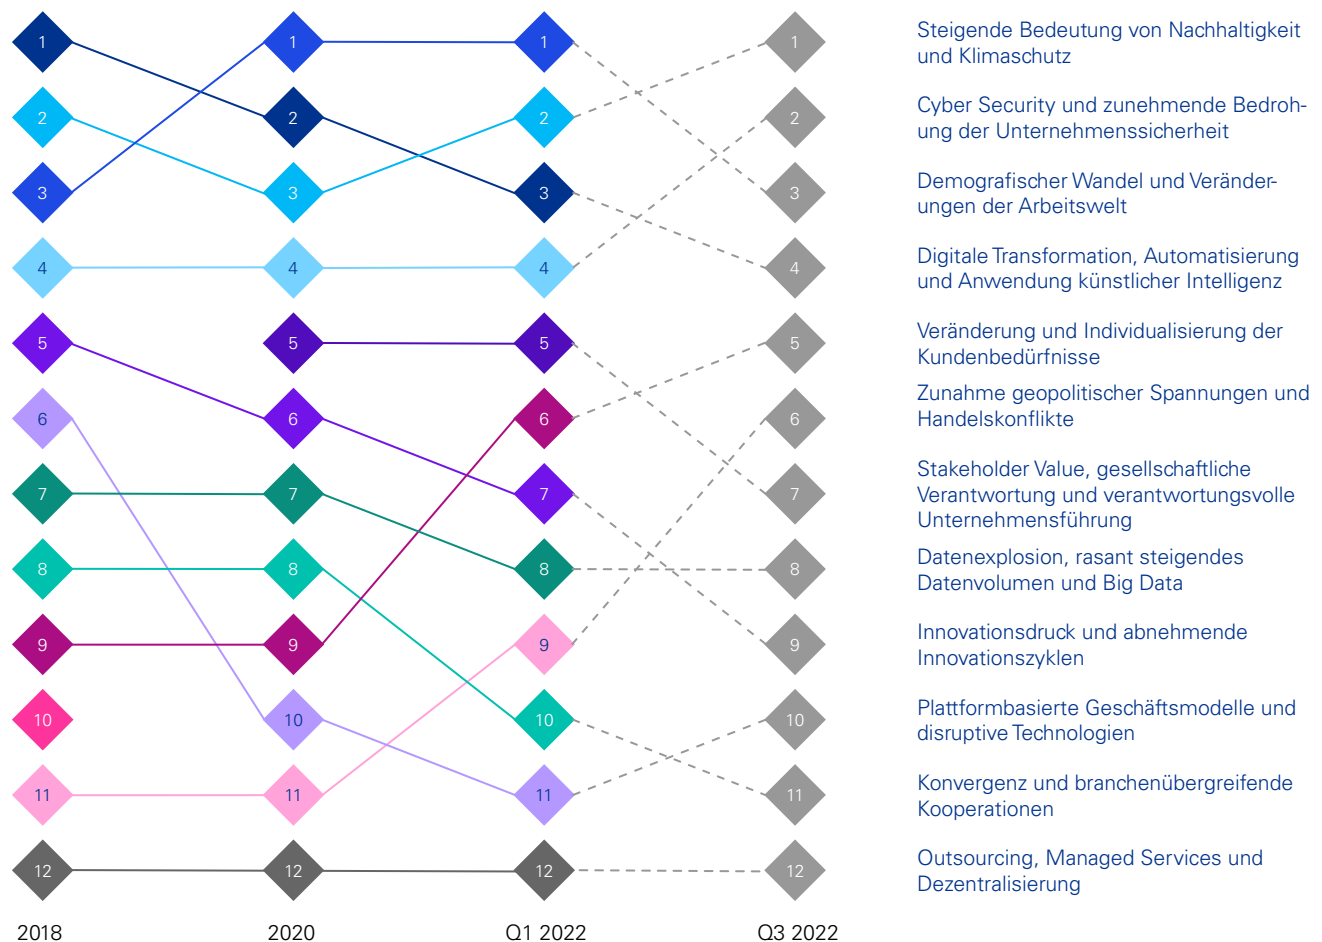 1 1 1 1 Steigende Bedeutung von Nachhaltigkeit
und Klimaschutz
2 2 2 2 Cyber Security und zunehmende Bedroh-
ung der Unternehmenssicherheit
3 3 3 3 Demografischer Wandel und Veränder-
ungen der Arbeitswelt
4 4 4 4 Digitale Transformation, Automatisierung
und Anwendung künstlicher Intelligenz
5 5 5 5 Veränderung und Individualisierung der
Kundenbedürfnisse
6 6 6 6 Zunahme geopolitischer Spannungen und
Handelskonflikte
7 7 7 7 Stakeholder Value, gesellschaftliche
Verantwortung und verantwortungsvolle
Unternehmensführung
8 8 8 8 Datenexplosion, rasant steigendes
Datenvolumen und Big Data
9 9 9 9 Innovationsdruck und abnehmende
Innovationszyklen
10 10 10 10 Plattformbasierte Geschäftsmodelle und
disruptive Technologien
11 11 11 11 Konvergenz und branchenübergreifende
Kooperationen
12 12 12 12 Outsourcing, Managed Services und
Dezentralisierung
2018 2020 Q1 2022 Q3 2022